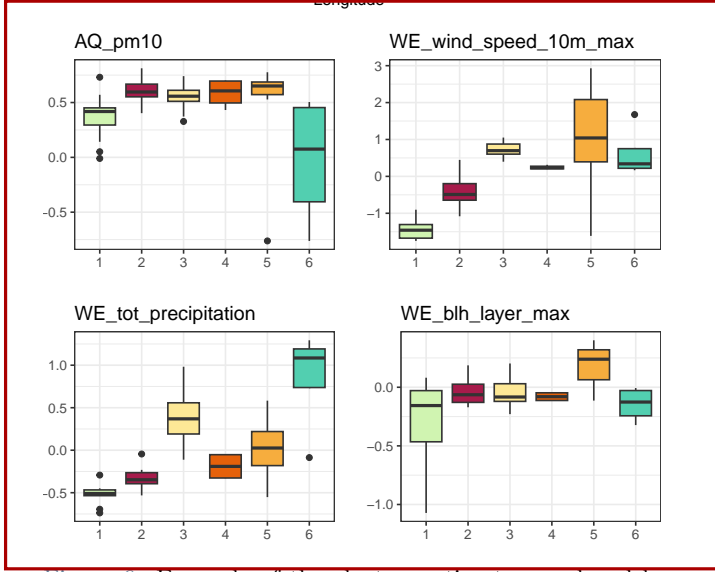 Longitude
AQ_pm10
0.5
0.0
-0.5
1 2 3 4 5 6
WE_wind_speed_10m_max
3
2
1
0
−1
1 2 3 4 5 6
WE_tot_precipitation
1.0
0.5
0.0
−0.5
1 2 3 4 5 6
WE_blh_layer_max
0.0
−0.5
−1.0
1 2 3 4 5 6